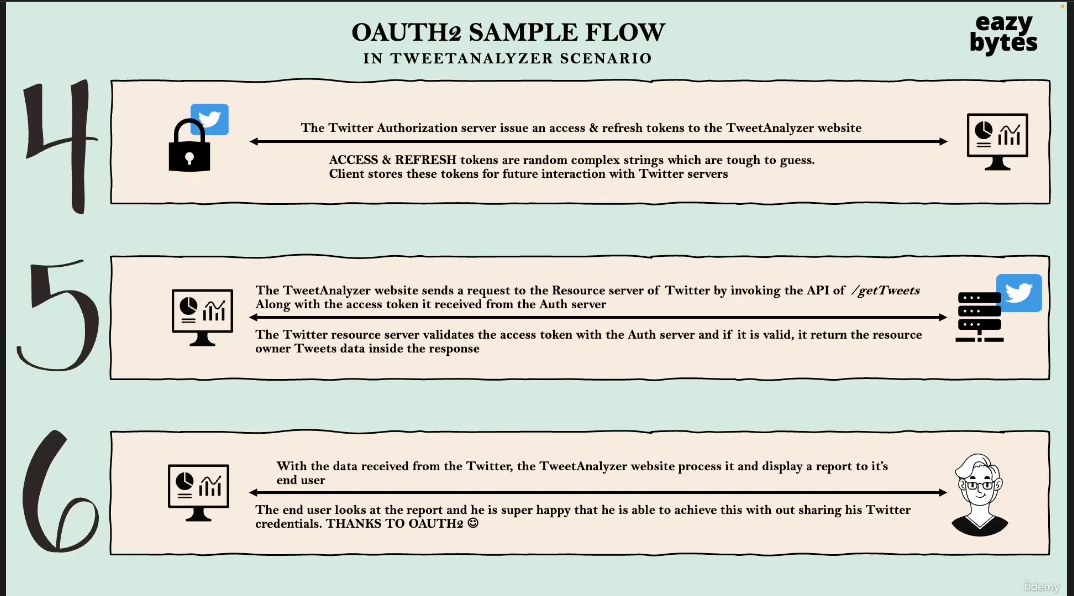 OAUTH2 SAMPLE FLOW
IN TWEETANALYZER SCENARIO
eazy
bytes
4
The Twitter Authorization server issue an access & refresh tokens to the TweetAnalyzer website
ACCESS & REFRESH tokens are random complex strings which are tough to guess.
Client stores these tokens for future interaction with Twitter servers
5
The TweetAnalyzer website sends a request to the Resource server of Twitter by invoking the API of /getTweets
Along with the access token it received from the Auth server
The Twitter resource server validates the access token with the Auth server and if it is valid, it return the resource
owner Tweets data inside the response
6
With the data received from the Twitter, the TweetAnalyzer website process it and display a report to it's
end user
The end user looks at the report and he is super happy that he is able to achieve this with out sharing his Twitter
credentials. THANKS TO OAUTH2 ☺
ûdemy